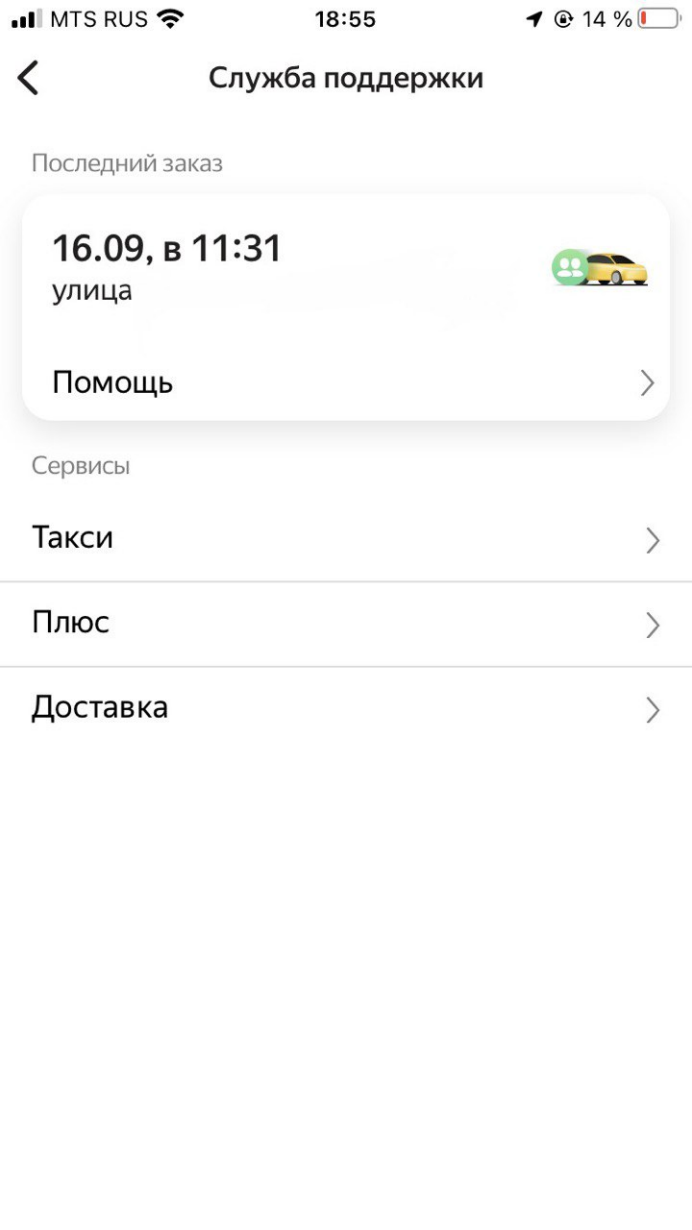 MTS RUS 18:55 14 %
Служба поддержки
Последний заказ
16.09, в 11:31
улица
Помощь
Сервисы
Такси
Плюс
Доставка